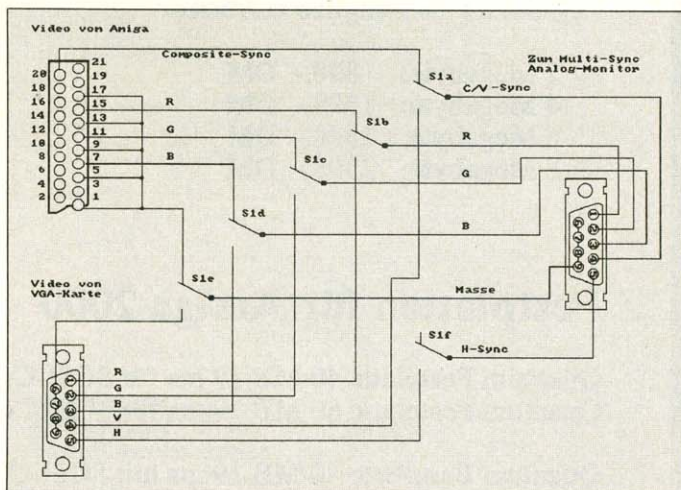 Video von Amiga
21
20
19
18
17
16
15
14
13
12
11
10
9
8
7
6
5
4
3
2
1
Composite-Sync
R
G
B
S1a
S1b
S1c
S1d
S1e
S1f
Zum Multi-Sync
Analog-Monitor
C/V-Sync
R
G
B
Masse
H-Sync
Video von
VGA-Karte
R
G
B
V
H